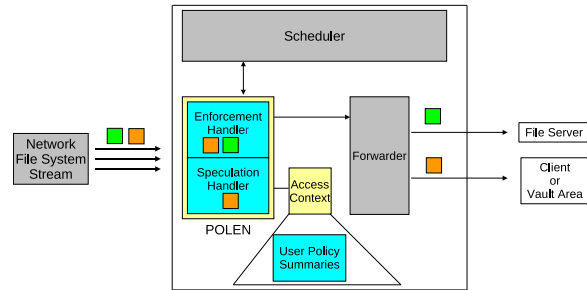 Scheduler
Enforcement
Handler
Network
File System
Stream
Speculation
Handler
POLEN
Access
Context
User Policy
Summaries
Forwarder
File Server
Client
or
Vault Area